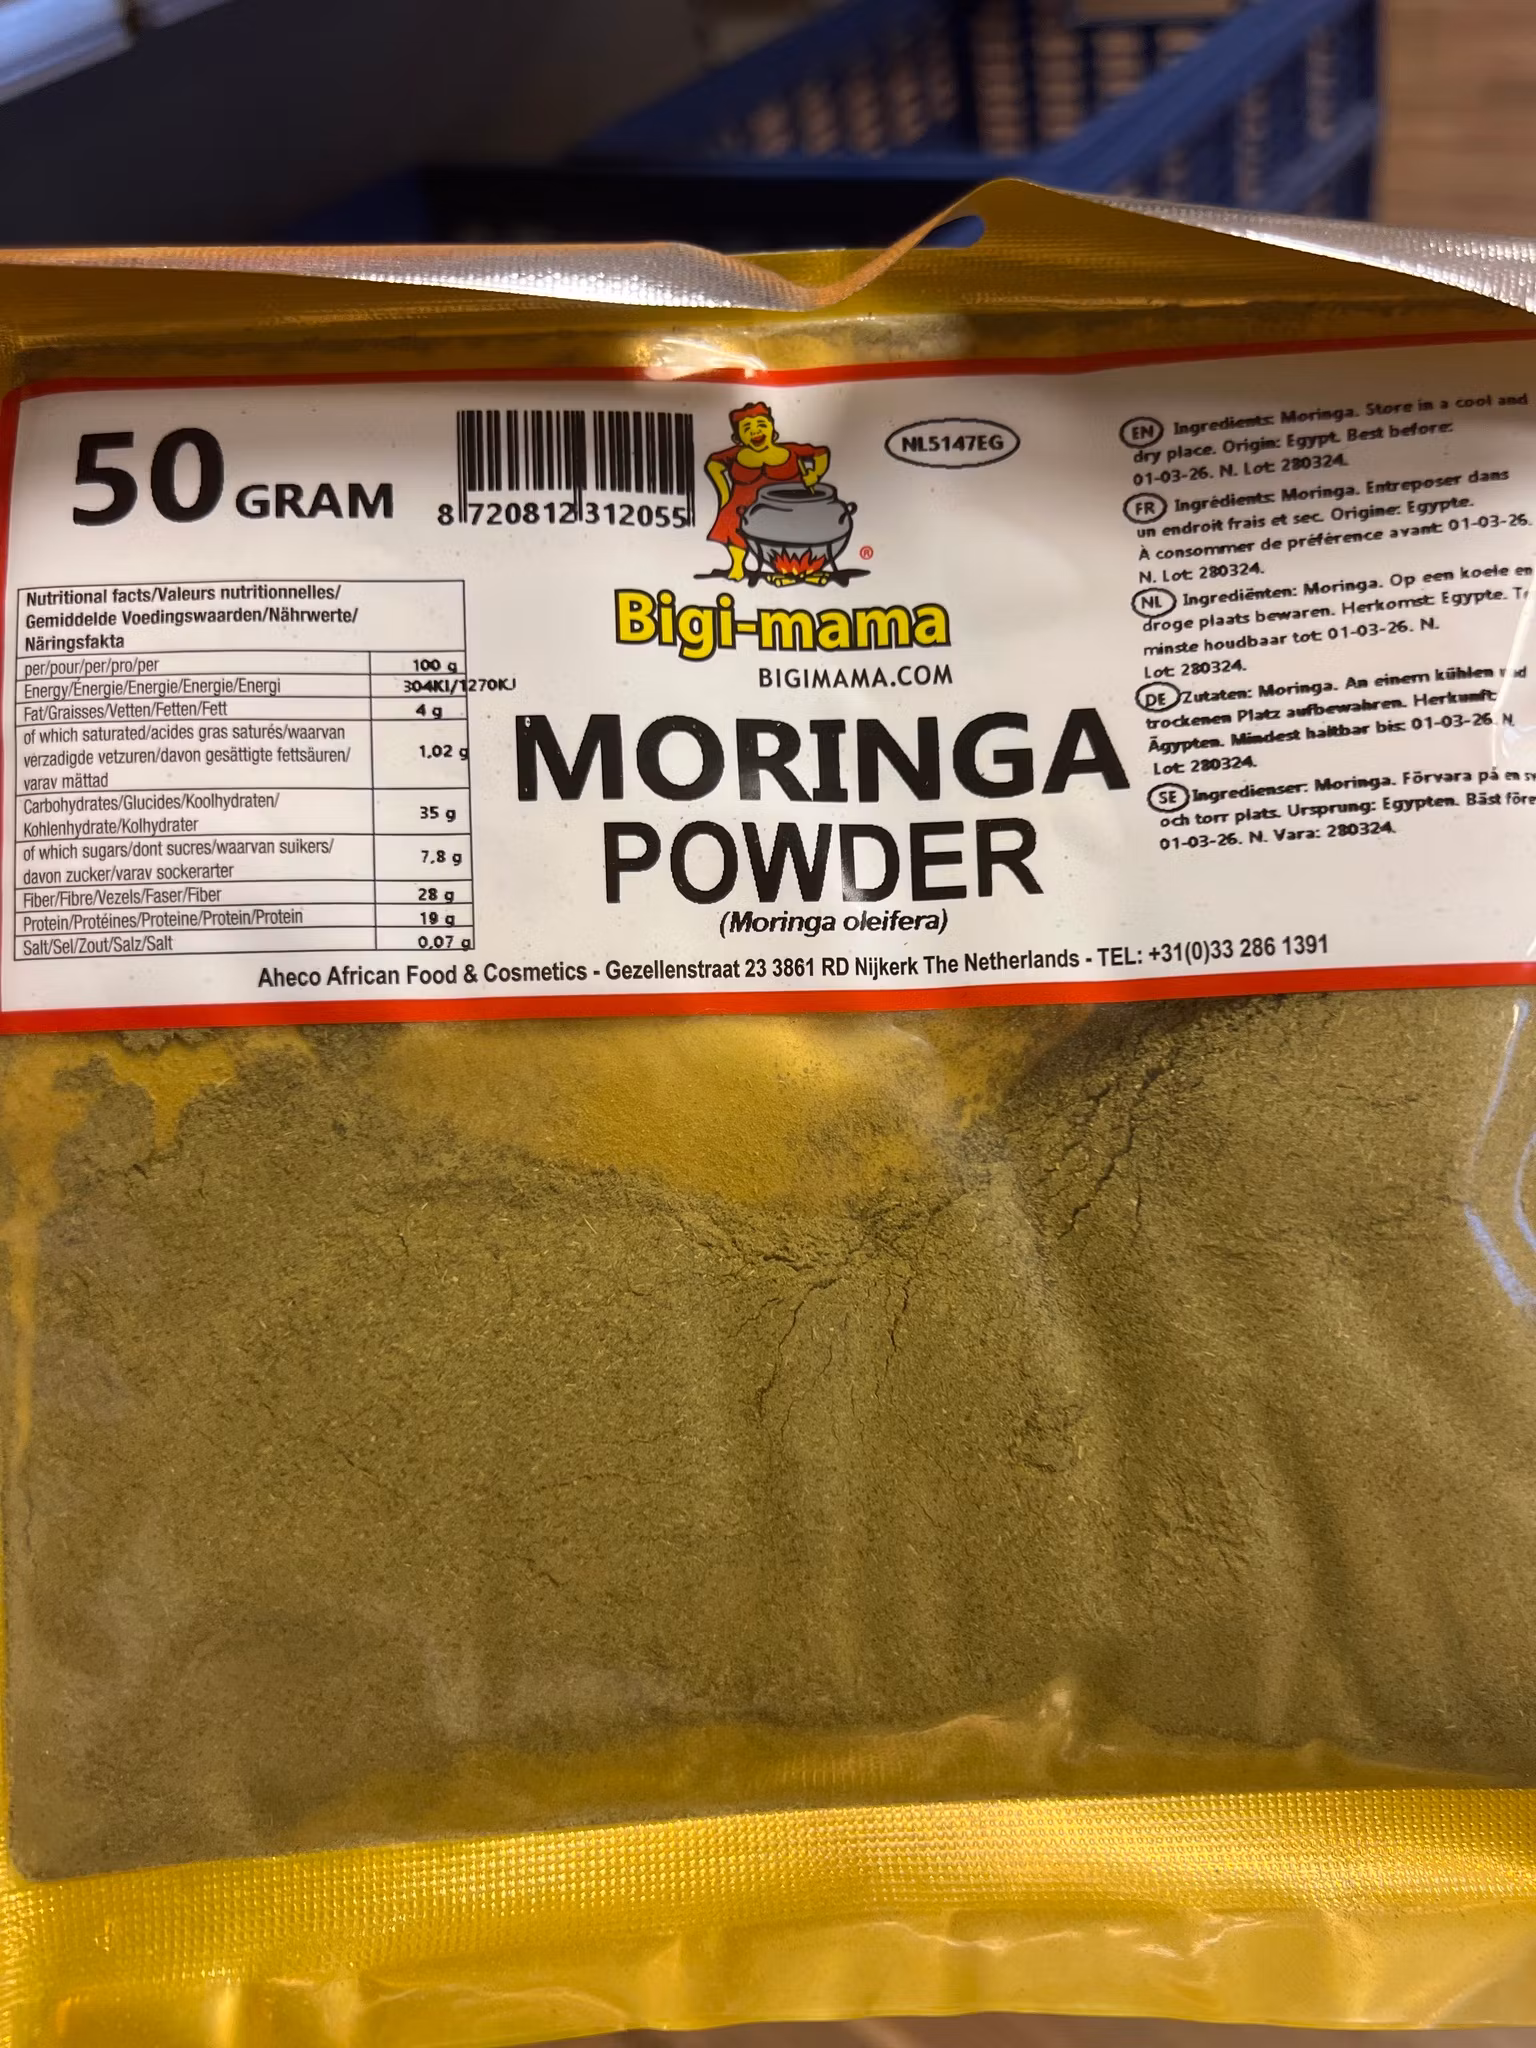 50 GRAM
8 720812 312055
®
Bigi-mama
BIGIMAMA.COM
NL5147EG
MORINGA
POWDER
(Moringa oleifera)
Nutritional facts/Valeurs nutritionnelles/
Gemiddelde Voedingswaarden/Nährwerte/
Näringsfakta
per/pour/per/pro/per 100 g
Energy/Énergie/Energie/Energie/Energi 304Kl/1270KJ
Fat/Graisses/Vetten/Fetten/Fett 4 g
of which saturated/acides gras saturés/waarvan
verzadigde vetzuren/davon gesättigte fettsäuren/ 1,02 g
varav mättad
Carbohydrates/Glucides/Koolhydraten/
Kohlenhydrate/Kolhydrater 35 g
of which sugars/dont sucres/waarvan suikers/
davon zucker/varav sockerarter 7,8 g
Fiber/Fibre/Vezels/Faser/Fiber 28 g
Protein/Protéines/Proteine/Protein/Protein 19 g
Salt/Sel/Zout/Salz/Salt 0,07 g
EN Ingredients: Moringa. Store in a cool and
dry place. Origin: Egypt. Best before:
01-03-26. N. Lot: 280324.
FR Ingrédients: Moringa. Entreposer dans
un endroit frais et sec. Origine: Egypte.
À consommer de préférence avant: 01-03-26.
N. Lot: 280324.
NL Ingrediënten: Moringa. Op een koele en
droge plaats bewaren. Herkomst: Egypte.
minste houdbaar tot: 01-03-26. N.
Lot: 280324.
DE Zutaten: Moringa. An einem kühlen und
trockenen Platz aufbewahren. Herkunft:
Ägypten. Mindest haltbar bis: 01-03-26. N.
Lot: 280324.
SE Ingredienser: Moringa. Förvara på en
och torr plats. Ursprung: Egypten. Bäst före
01-03-26. N. Vara: 280324.
Aheco African Food & Cosmetics - Gezellenstraat 23 3861 RD Nijkerk The Netherlands - TEL: +31(0)33 286 1391